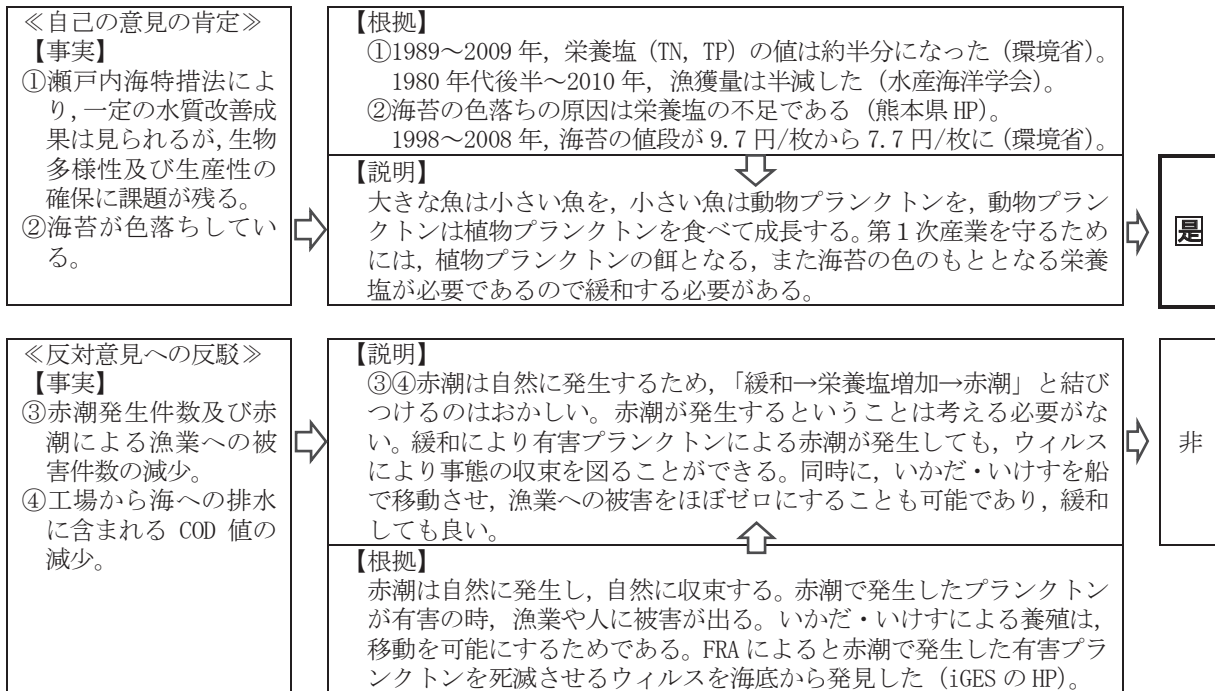 ≪自己の意見の肯定≫
【事実】
①瀬戸内海特措法によ
り,一定の水質改善成
果は見られるが,生物
多様性及び生産性の
確保に課題が残る。
②海苔が色落ちしてい
る。
【根拠】
①1989～2009 年，栄養塩（TN，TP）の値は約半分になった（環境省）。
1980 年代後半～2010 年，漁獲量は半減した（水産海洋学会）。
②海苔の色落ちの原因は栄養塩の不足である（熊本県 HP）。
1998～2008 年，海苔の値段が 9.7 円/枚から 7.7 円/枚に（環境省）。
【説明】
大きな魚は小さい魚を，小さい魚は動物プランクトンを，動物プラン
クトンは植物プランクトンを食べて成長する。第１次産業を守るため
には，植物プランクトンの餌となる，また海苔の色のもととなる栄養
塩が必要であるので緩和する必要がある。
是
≪反対意見への反駁≫
【事実】
③赤潮発生件数及び赤
潮による漁業への被
害件数の減少。
④工場から海への排水
に含まれる COD 値の
減少。
【説明】
③④赤潮は自然に発生するため，「緩和→栄養塩増加→赤潮」と結び
つけるのはおかしい。赤潮が発生するということは考える必要がな
い。緩和により有害プランクトンによる赤潮が発生しても，ウィルス
により事態の収束を図ることができる。同時に，いかだ・いけすを船
で移動させ，漁業への被害をほぼゼロにすることも可能であり，緩和
しても良い。
【根拠】
赤潮は自然に発生し，自然に収束する。赤潮で発生したプランクトン
が有害の時，漁業や人に被害が出る。いかだ・いけすによる養殖は，
移動を可能にするためである。FRA によると赤潮で発生した有害プラ
ンクトンを死滅させるウィルスを海底から発見した（iGES の HP）。
非